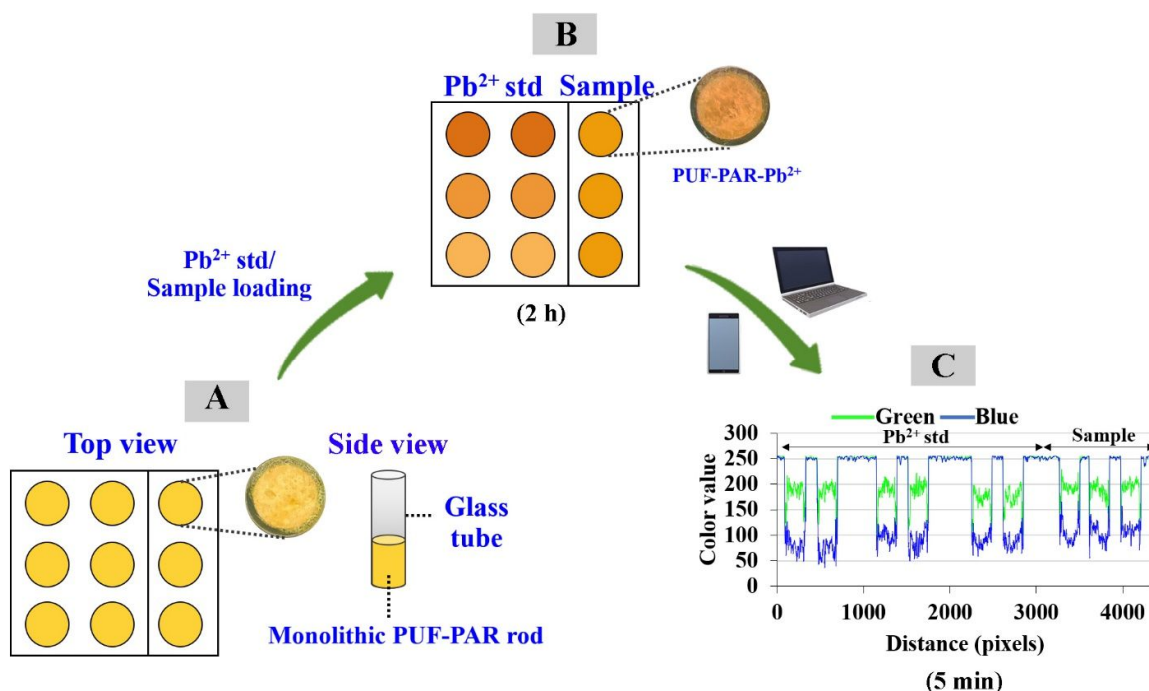 B
Pb²⁺ std Sample
PUF-PAR-Pb²⁺
(2 h)
Pb²⁺ std/
Sample loading
A
Top view Side view
Glass
tube
Monolithic PUF-PAR rod
C
Green Blue
Pb²⁺ std Sample
300
250
200
150
100
50
0
Color value
0 1000 2000 3000 4000
Distance (pixels)
(5 min)